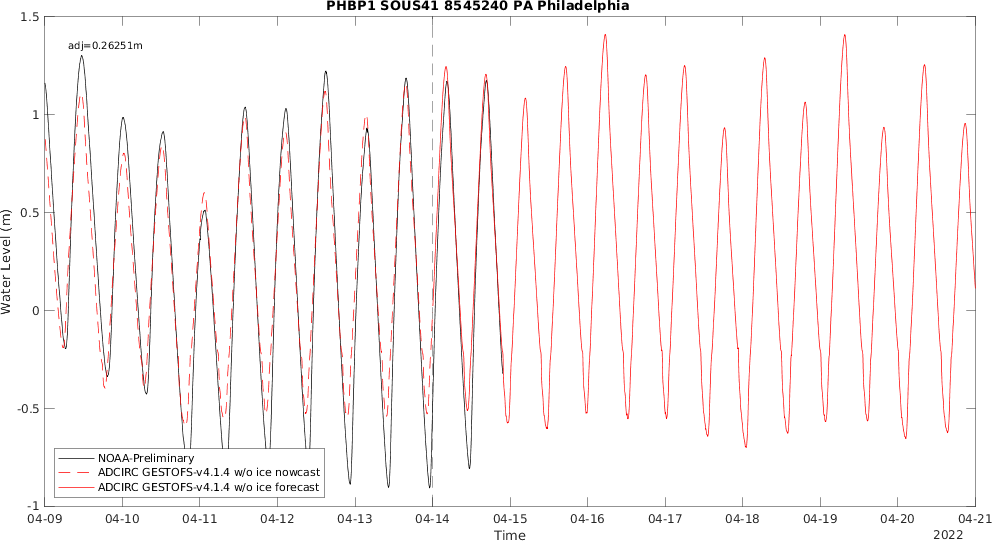 PHBP1 SOUS41 8545240 PA Philadelphia
adj=0.26251m
Water Level (m)
1.5
1
0.5
0
-0.5
-1
NOAA-Preliminary
ADCIRC GESTOFS-v4.1.4 w/o ice nowcast
ADCIRC GESTOFS-v4.1.4 w/o ice forecast
04-09 04-10 04-11 04-12 04-13 04-14 04-15 04-16 04-17 04-18 04-19 04-20 04-21
Time
2022